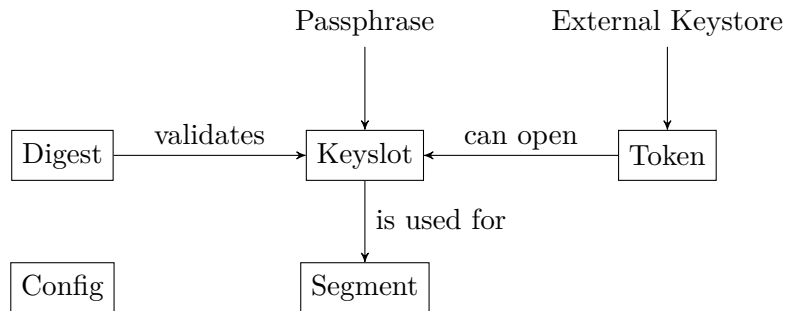 Passphrase
External Keystore
Digest
validates
Keyslot
can open
Token
is used for
Config
Segment